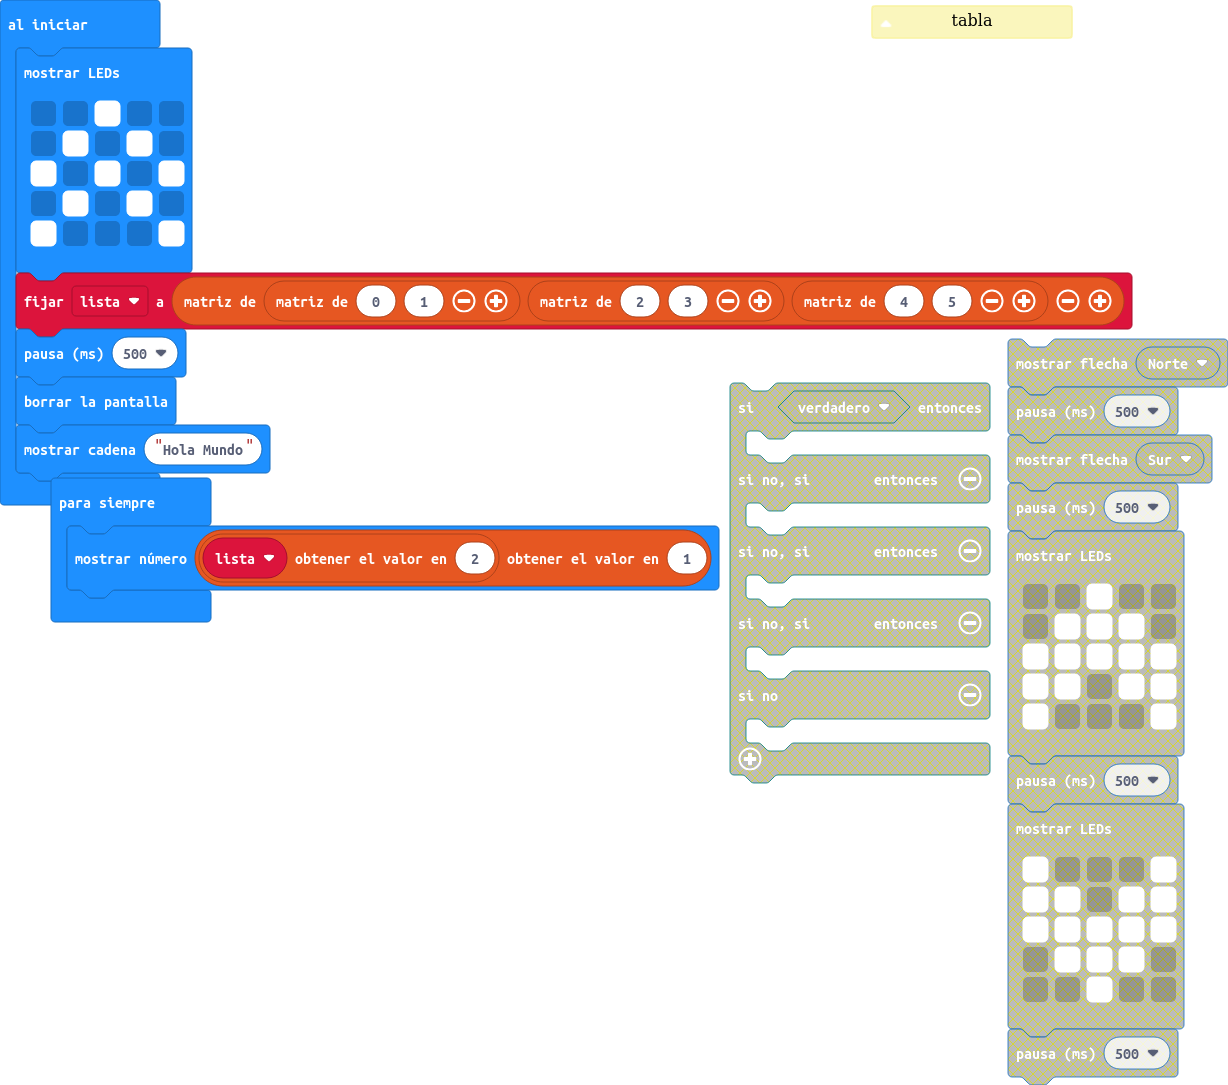 al iniciar
mostrar LEDs
fijar lista a matriz de matriz de 0 1 matriz de 2 3 matriz de 4 5
pausa (ms) 500
borrar la pantalla
mostrar cadena "Hola Mundo"
para siempre
mostrar número lista obtener el valor en 2 obtener el valor en 1
tabla
si verdadero entonces
si no, si entonces
si no, si entonces
si no, si entonces
si no
mostrar flecha Norte
pausa (ms) 500
mostrar flecha Sur
pausa (ms) 500
mostrar LEDs
pausa (ms) 500
mostrar LEDs
pausa (ms) 500